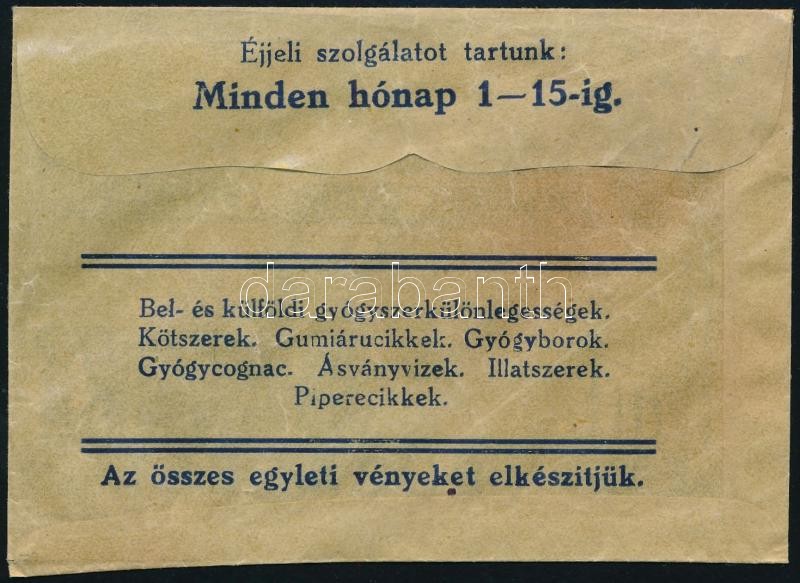 Éjjeli szolgálatot tartunk:
Minden hónap 1—15-ig.
darabanth
Bel- és külföldi gyógyszerkülönlegességek.
Kötszerek. Gumiárucikkek. Gyógyborok.
Gyógycognac. Ásványvizek. Illatszerek.
Piperecikkek.
Az összes egyleti vényeket elkészitjük.